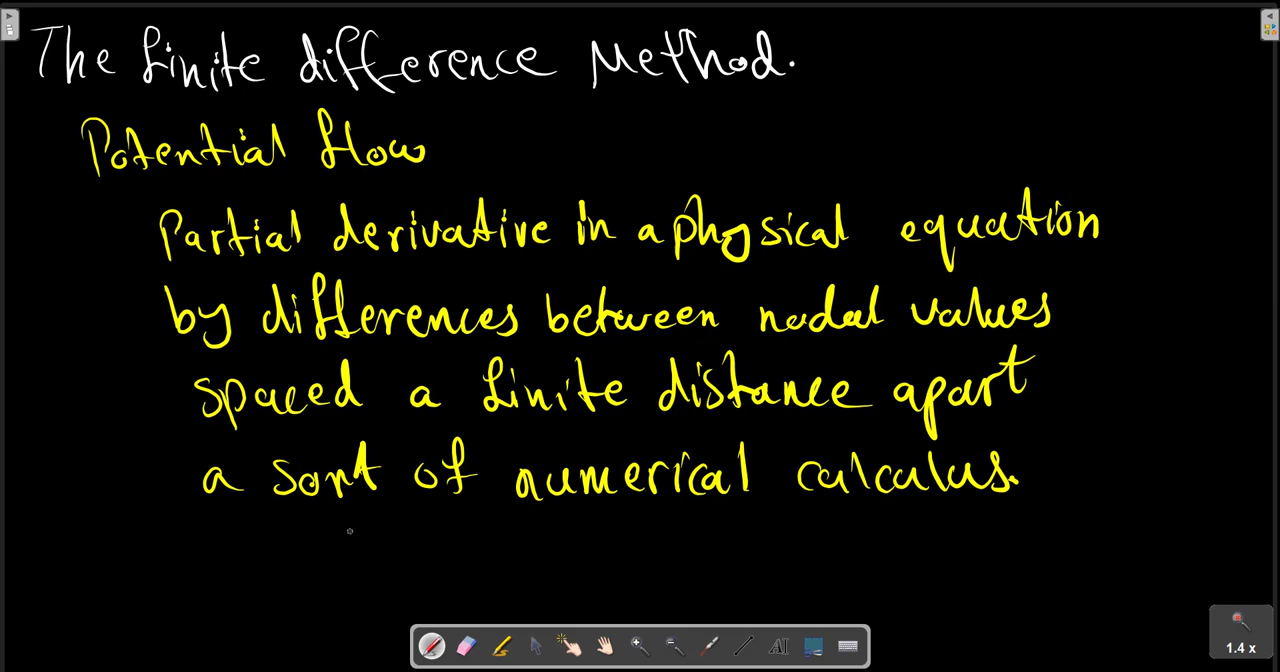 The finite difference Method.
Potential flow
Partial derivative in a physical equation
by differences between nodal values
spaced a finite distance apart
a sort of numerical calculus.
AI
1.4 x